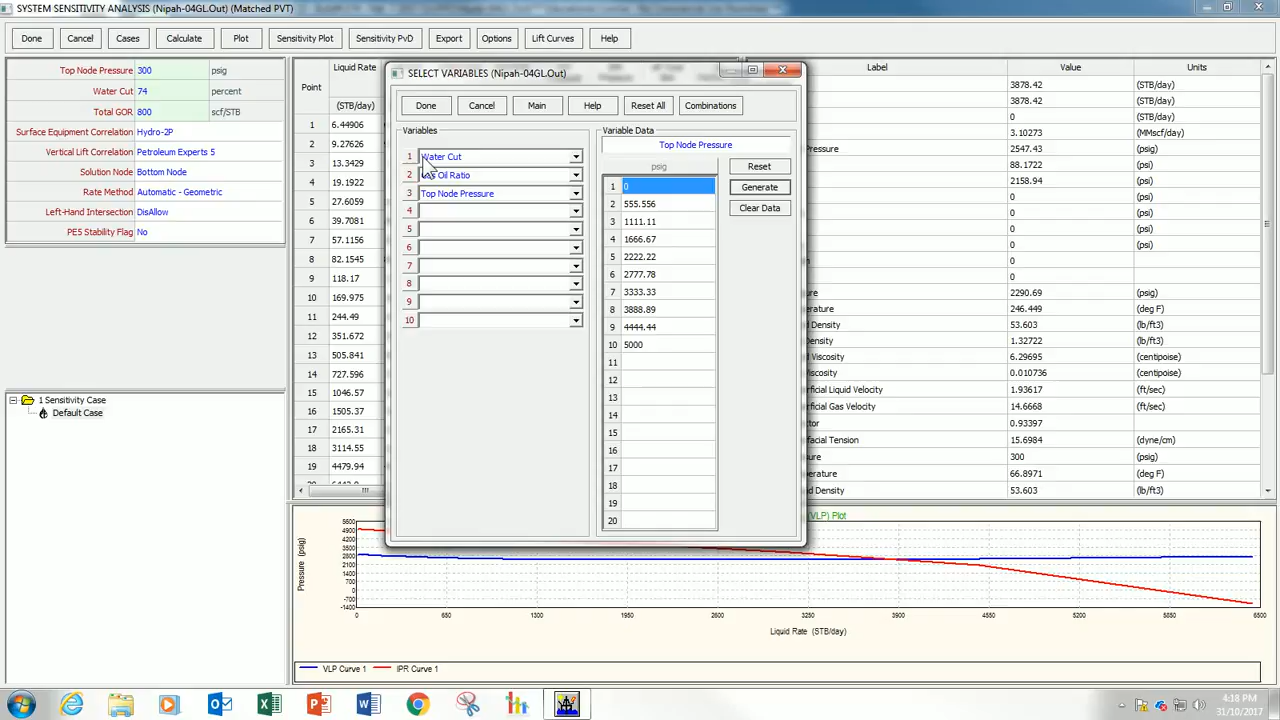 SYSTEM SENSITIVITY ANALYSIS (Nipah-04GL.Out) (Matched PVT)
Done Cancel Cases Calculate Plot Sensitivity Plot Sensitivity PvD Export Options Lift Curves Help
Top Node Pressure 300 psig
Water Cut 74 percent
Total GOR 800 scf/STB
Surface Equipment Correlation Hydro-2P
Vertical Lift Correlation Petroleum Experts 5
Solution Node Bottom Node
Rate Method Automatic - Geometric
Left-Hand Intersection DisAllow
PE5 Stability Flag No
1 Sensitivity Case
Default Case
Point Liquid Rate
(STB/day)
1 6.44906
2 9.27626
3 13.3429
4 19.1922
5 27.6059
6 39.7081
7 57.1156
8 82.1545
9 118.17
10 169.975
11 244.49
12 351.672
13 505.841
14 727.596
15 1046.57
16 1505.37
17 2165.31
18 3114.55
19 4479.94
SELECT VARIABLES (Nipah-04GL.Out)
Done Cancel Main Help Reset All Combinations
Variables
1 Water Cut
2 Oil Ratio
3 Top Node Pressure
4
5
6
7
8
9
10
Variable Data
Top Node Pressure
psig
Reset
Generate
Clear Data
1 0
2 555.556
3 1111.11
4 1666.67
5 2222.22
6 2777.78
7 3333.33
8 3888.89
9 4444.44
10 5000
11
12
13
14
15
16
17
18
19
20
Label Value Units
3878.42 (STB/day)
3878.42 (STB/day)
0 (STB/day)
3.10273 (MMscf/day)
Pressure 2547.43 (psig)
88.1722 (psi)
2158.94 (psi)
0 (psi)
0 (psi)
0 (psi)
0 (psi)
0
0
2290.69 (psig)
246.449 (deg F)
Density 53.603 (lb/ft3)
Density 1.32722 (lb/ft3)
Viscosity 6.29695 (centipoise)
Viscosity 0.010736 (centipoise)
Liquid Velocity 1.93617 (ft/sec)
Gas Velocity 14.6668 (ft/sec)
0.93397
Tension 15.6984 (dyne/cm)
300 (psig)
66.8971 (deg F)
Density 53.603 (lb/ft3)
(VLP) Plot
Pressure (psig)
5600
4900
4200
3500
2800
2100
1400
700
0
-700
-1400
0 650 1300 1950 2600 3250 3900 4550 5200 5850 6500
Liquid Rate (STB/day)
VLP Curve 1 IPR Curve 1
4:18 PM
31/10/2017